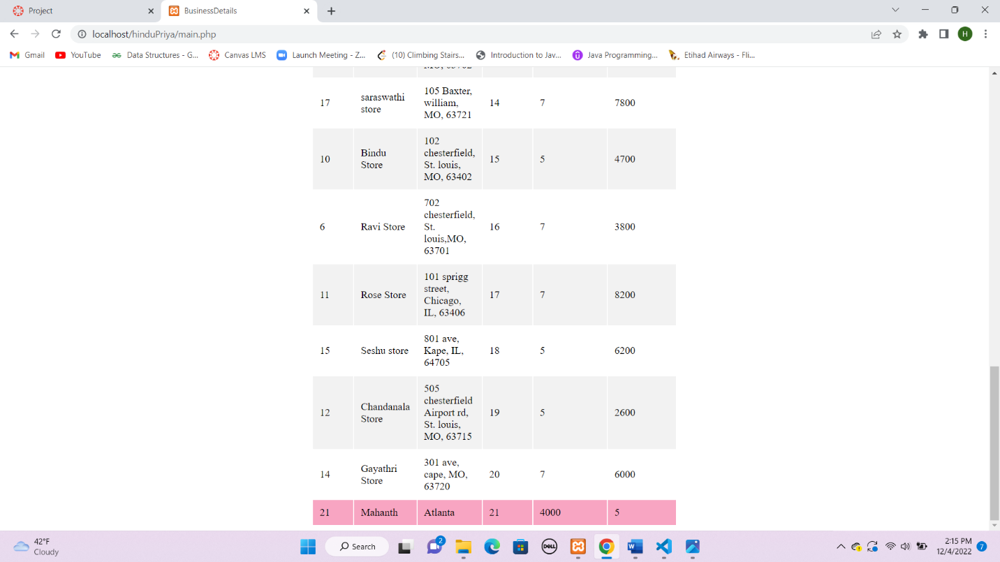 Project
BusinessDetails
localhost/hinduPriya/main.php
H
Gmail
YouTube
Data Structures - G...
Canvas LMS
Launch Meeting - Z...
(10) Climbing Stairs...
Introduction to Jav...
Java Programming...
Etihad Airways - Fli...
17
saraswathi
store
105 Baxter,
william,
MO, 63721
14
7
7800
10
Bindu
Store
102
chesterfield,
St. louis,
MO, 63402
15
5
4700
6
Ravi Store
702
chesterfield,
St.
louis,MO,
63701
16
7
3800
11
Rose Store
101 sprigg
street,
Chicago,
IL, 63406
17
7
8200
15
Seshu store
801 ave,
Kape, IL,
64705
18
5
6200
12
Chandanala
Store
505
chesterfield
Airport rd,
St. louis,
MO, 63715
19
5
2600
14
Gayathri
Store
301 ave,
cape, MO,
63720
20
7
6000
21
Mahanth
Atlanta
21
4000
5
42°F
Cloudy
Search
2
DELL
W
2:15 PM
12/4/2022
7